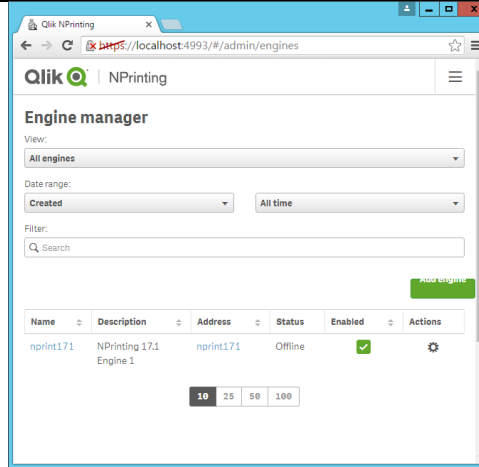 Qlik NPrinting
https://localhost:4993/#/admin/engines
Qlik Q NPrinting
Engine manager
View:
All engines
Date range:
Created All time
Filter:
Search
Add engine
Name Description Address Status Enabled Actions
nprint171 NPrinting 17.1 nprint171 Offline
Engine 1
10 25 50 100